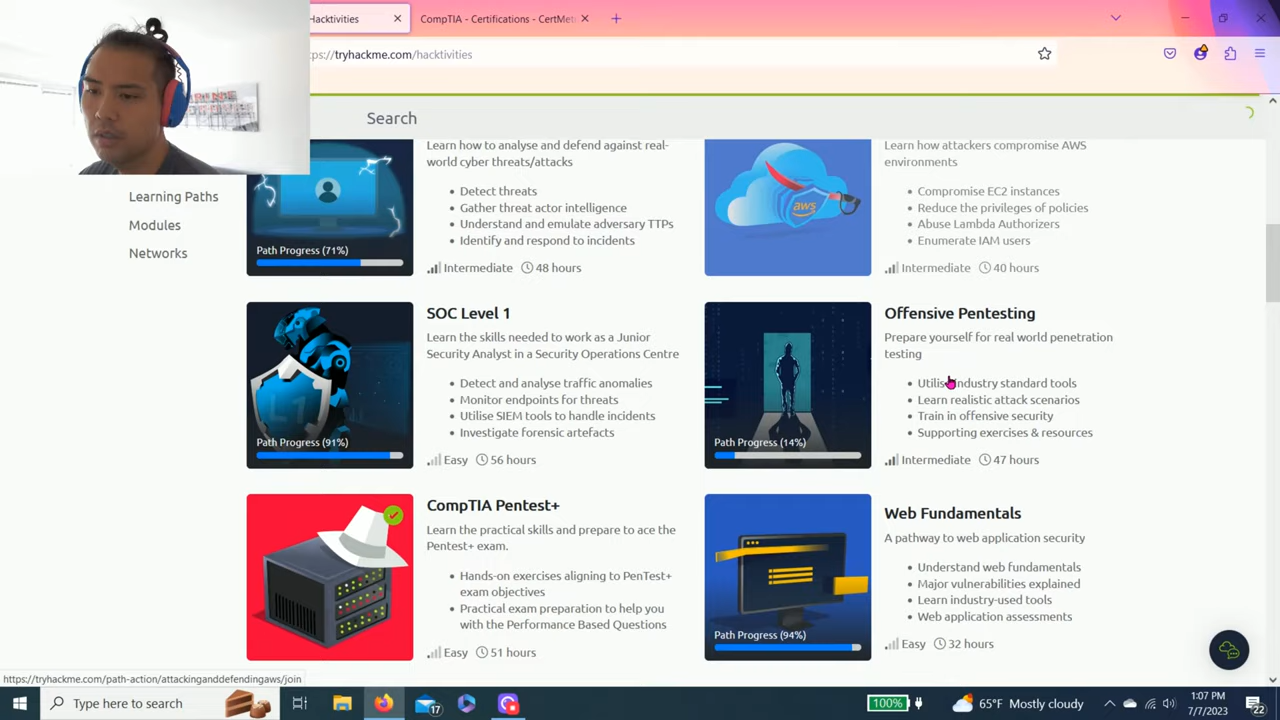 Hacktivities
CompTIA - Certifications - CertMet
tps://tryhackme.com/hacktivities
Search
Learning Paths
Modules
Networks
Learn how to analyse and defend against real-
world cyber threats/attacks
Detect threats
Gather threat actor intelligence
Understand and emulate adversary TTPs
Identify and respond to incidents
Path Progress (71%)
Intermediate 48 hours
aws
Learn how attackers compromise AWS
environments
Compromise EC2 instances
Reduce the privileges of policies
Abuse Lambda Authorizers
Enumerate IAM users
Intermediate 40 hours
SOC Level 1
Learn the skills needed to work as a Junior
Security Analyst in a Security Operations Centre
Detect and analyse traffic anomalies
Monitor endpoints for threats
Utilise SIEM tools to handle incidents
Investigate forensic artefacts
Path Progress (91%)
Easy 56 hours
Offensive Pentesting
Prepare yourself for real world penetration
testing
Utilise industry standard tools
Learn realistic attack scenarios
Train in offensive security
Supporting exercises & resources
Path Progress (14%)
Intermediate 47 hours
CompTIA Pentest+
Learn the practical skills and prepare to ace the
Pentest+ exam.
Hands-on exercises aligning to PenTest+
exam objectives
Practical exam preparation to help you
with the Performance Based Questions
Easy 51 hours
Web Fundamentals
A pathway to web application security
Understand web fundamentals
Major vulnerabilities explained
Learn industry-used tools
Web application assessments
Path Progress (94%)
Easy 32 hours
https://tryhackme.com/path-action/attackinganddefendingaws/join
Type here to search
17
100%
65°F Mostly cloudy
1:07 PM
7/7/2023
22